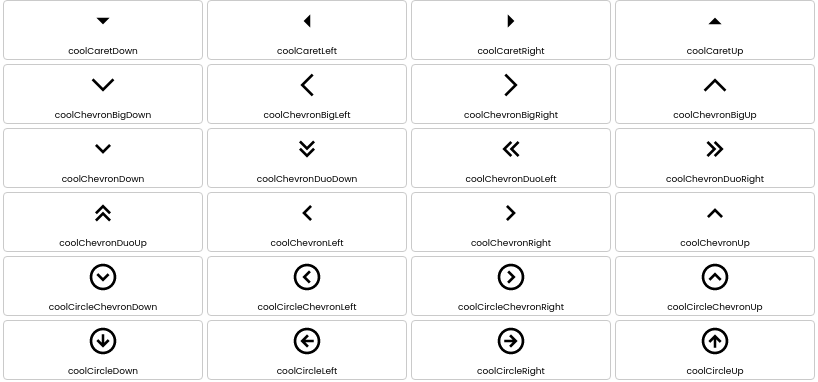 coolCaretDown
coolCaretLeft
coolCaretRight
coolCaretUp
coolChevronBigDown
coolChevronBigLeft
coolChevronBigRight
coolChevronBigUp
coolChevronDown
coolChevronDuoDown
coolChevronDuoLeft
coolChevronDuoRight
coolChevronDuoUp
coolChevronLeft
coolChevronRight
coolChevronUp
coolCircleChevronDown
coolCircleChevronLeft
coolCircleChevronRight
coolCircleChevronUp
coolCircleDown
coolCircleLeft
coolCircleRight
coolCircleUp